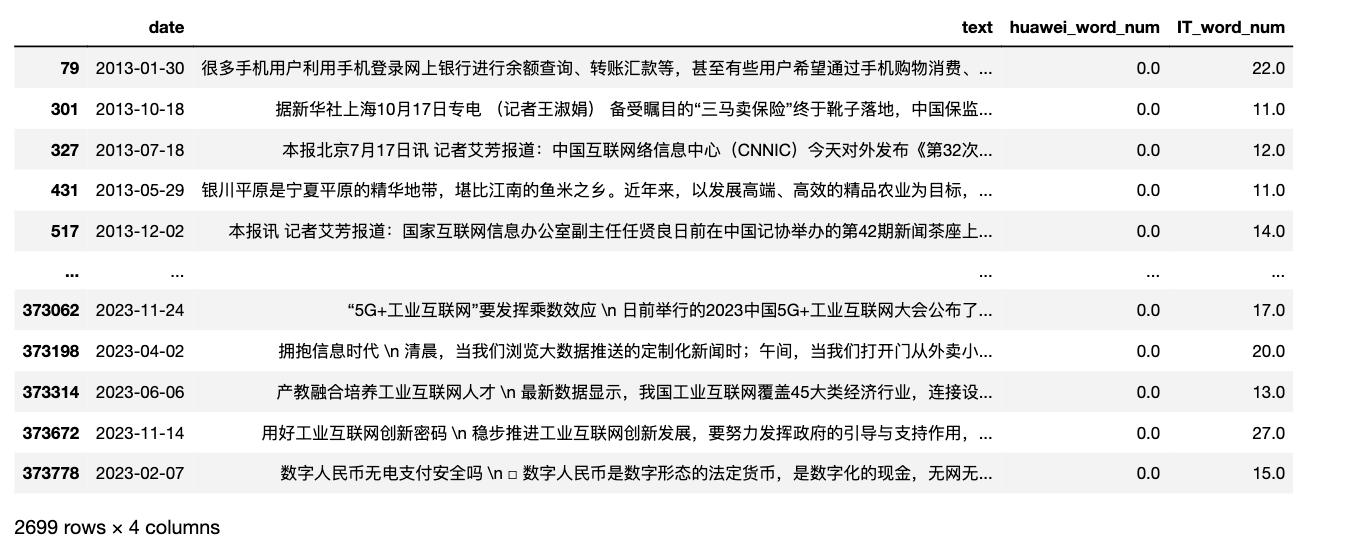 date text huawei_word_num IT_word_num
79 2013-01-30 很多手机用户利用手机登录网上银行进行余额查询、转账汇款等，甚至有些用户希望通过手机购物消费、... 0.0 22.0
301 2013-10-18 据新华社上海10月17日专电 （记者王淑娟） 备受瞩目的“三马卖保险”终于靴子落地，中国保监... 0.0 11.0
327 2013-07-18 本报北京7月17日讯 记者艾芳报道：中国互联网络信息中心（CNNIC）今天对外发布《第32次... 0.0 12.0
431 2013-05-29 银川平原是宁夏平原的精华地带，堪比江南的鱼米之乡。近年来，以发展高端、高效的精品农业为目标，... 0.0 11.0
517 2013-12-02 本报讯 记者艾芳报道：国家互联网信息办公室副主任任贤良日前在中国记协举办的第42期新闻茶座上... 0.0 14.0
... ... ... ... ...
373062 2023-11-24 “5G+工业互联网”要发挥乘数效应 \n 日前举行的2023中国5G+工业互联网大会公布了... 0.0 17.0
373198 2023-04-02 拥抱信息时代 \n 清晨，当我们浏览大数据推送的定制化新闻时；午间，当我们打开门从外卖小... 0.0 20.0
373314 2023-06-06 产教融合培养工业互联网人才 \n 最新数据显示，我国工业互联网覆盖45大类经济行业，连接设... 0.0 13.0
373672 2023-11-14 用好工业互联网创新密码 \n 稳步推进工业互联网创新发展，要努力发挥政府的引导与支持作用，... 0.0 27.0
373778 2023-02-07 数字人民币无电支付安全吗 \n □ 数字人民币是数字形态的法定货币，是数字化的现金，无网无... 0.0 15.0
2699 rows × 4 columns